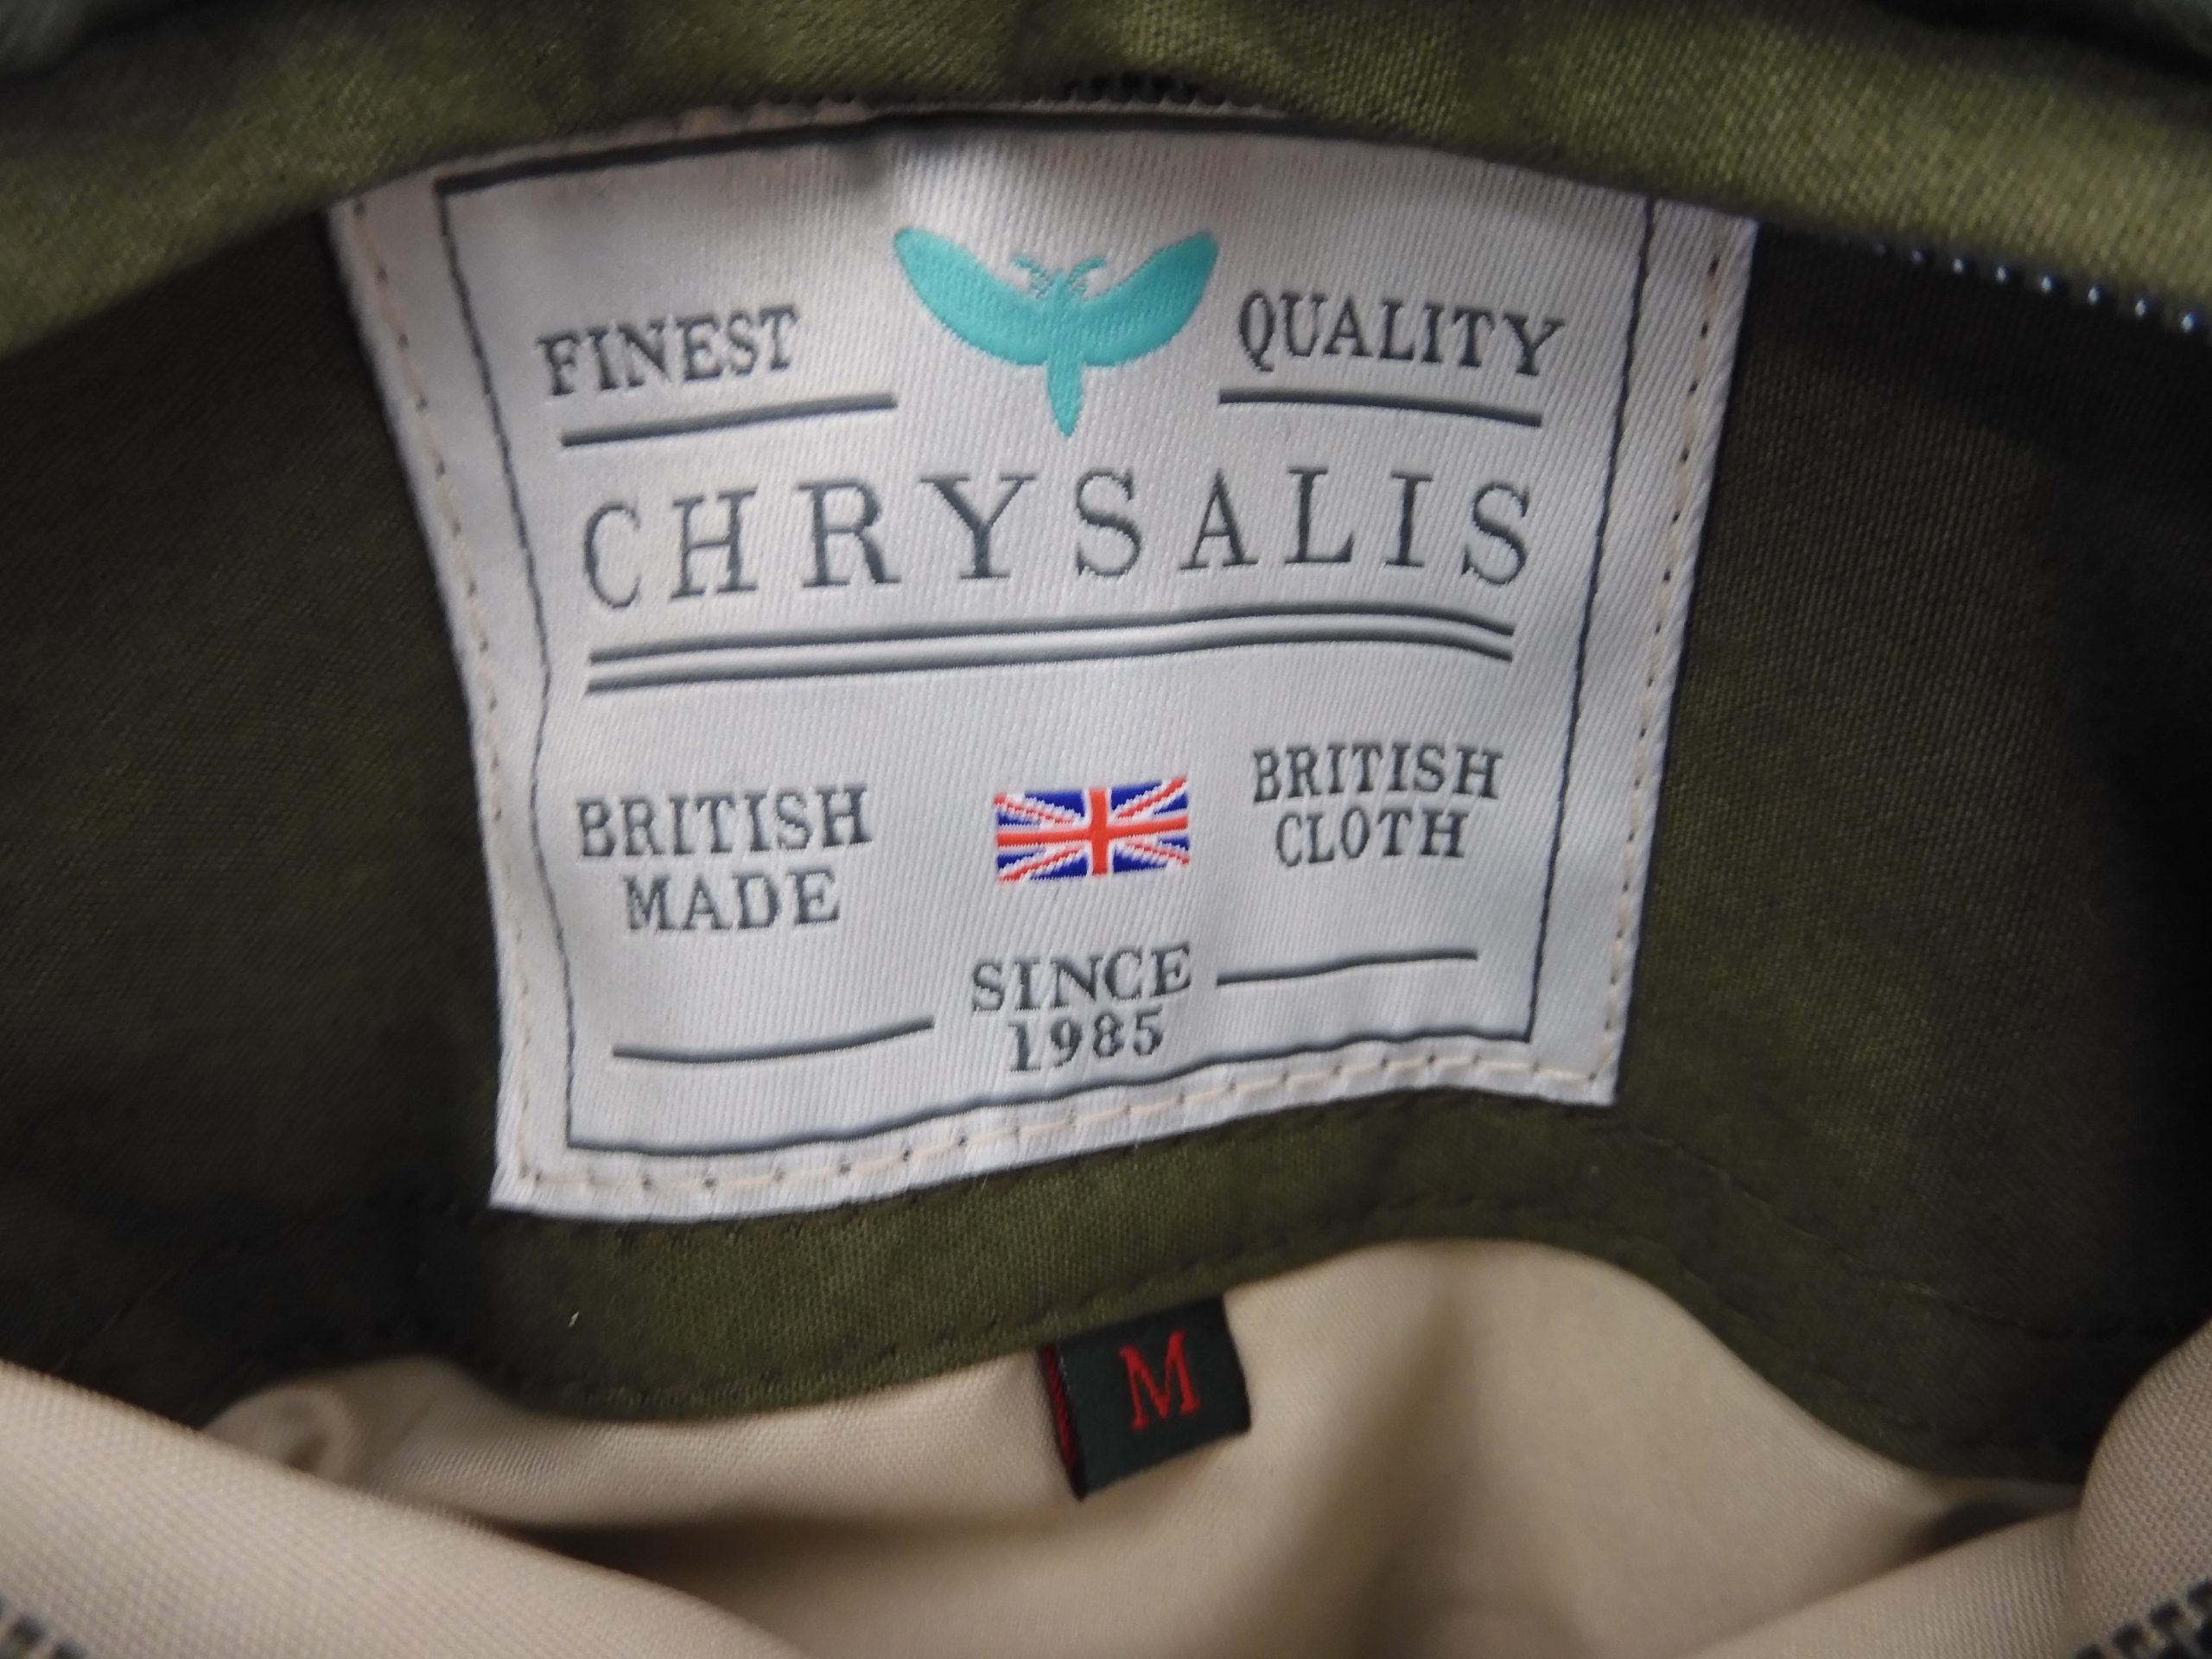 FINEST QUALITY
CHRYSALIS
BRITISH
MADE
BRITISH
CLOTH
SINCE
1985
M